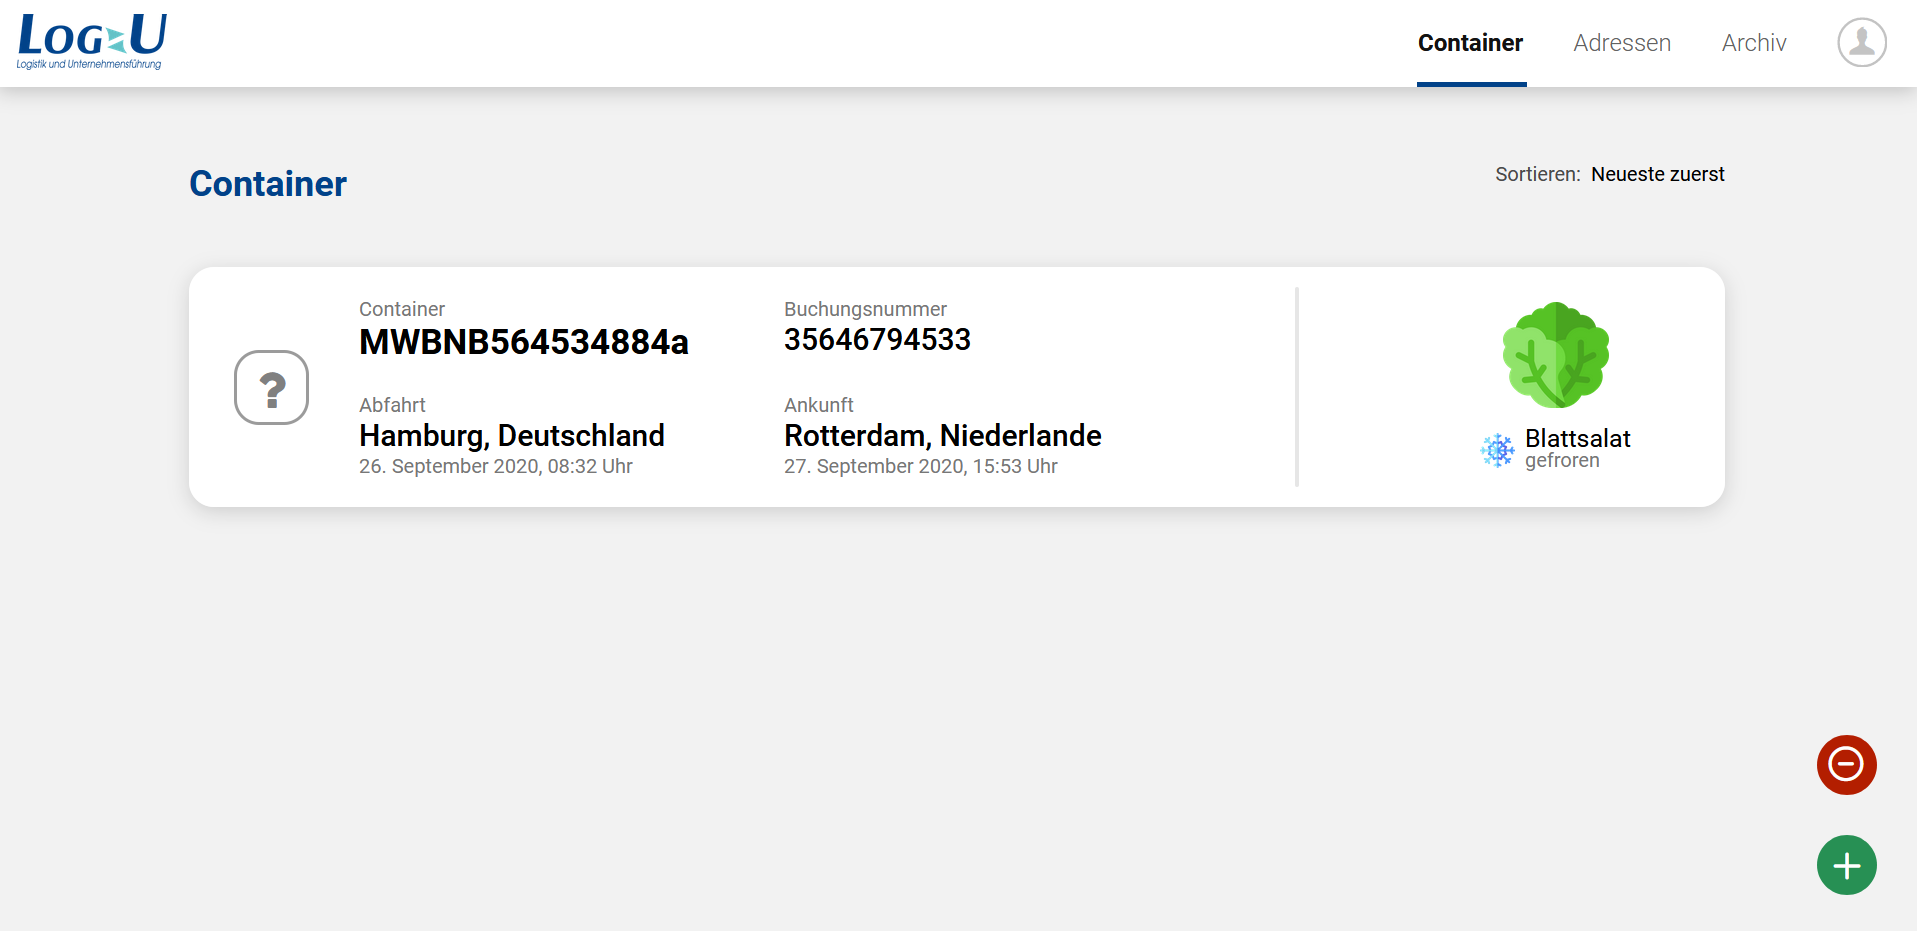 LOGU
Logistik und Unternehmensführung
Container
Adressen
Archiv
Container
Sortieren: Neueste zuerst
Container
MWBNB564534884a
Buchungsnummer
35646794533
?
Abfahrt
Hamburg, Deutschland
26. September 2020, 08:32 Uhr
Ankunft
Rotterdam, Niederlande
27. September 2020, 15:53 Uhr
Blattsalat
gefroren